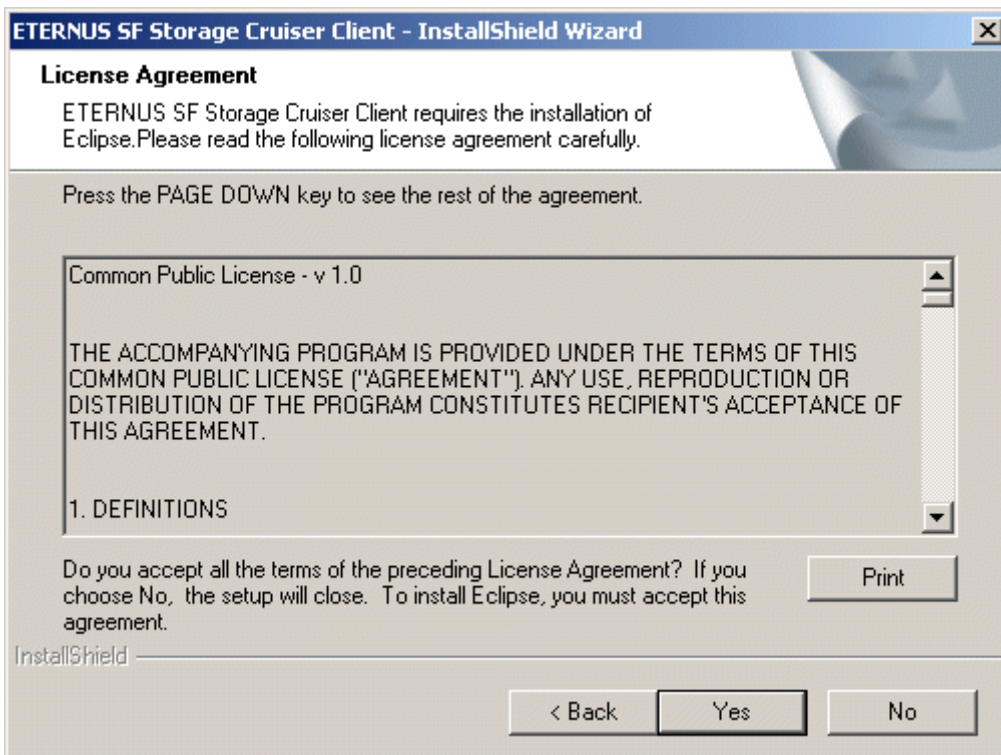 ETERNUS SF Storage Cruiser Client - InstallShield Wizard
License Agreement
ETERNUS SF Storage Cruiser Client requires the installation of
Eclipse.Please read the following license agreement carefully.
Press the PAGE DOWN key to see the rest of the agreement.
Common Public License - v 1.0
THE ACCOMPANYING PROGRAM IS PROVIDED UNDER THE TERMS OF THIS
COMMON PUBLIC LICENSE ("AGREEMENT"). ANY USE, REPRODUCTION OR
DISTRIBUTION OF THE PROGRAM CONSTITUTES RECIPIENT'S ACCEPTANCE OF
THIS AGREEMENT.
1. DEFINITIONS
Do you accept all the terms of the preceding License Agreement?  If you
choose No,  the setup will close.  To install Eclipse, you must accept this
agreement.
Print
InstallShield
< Back
Yes
No